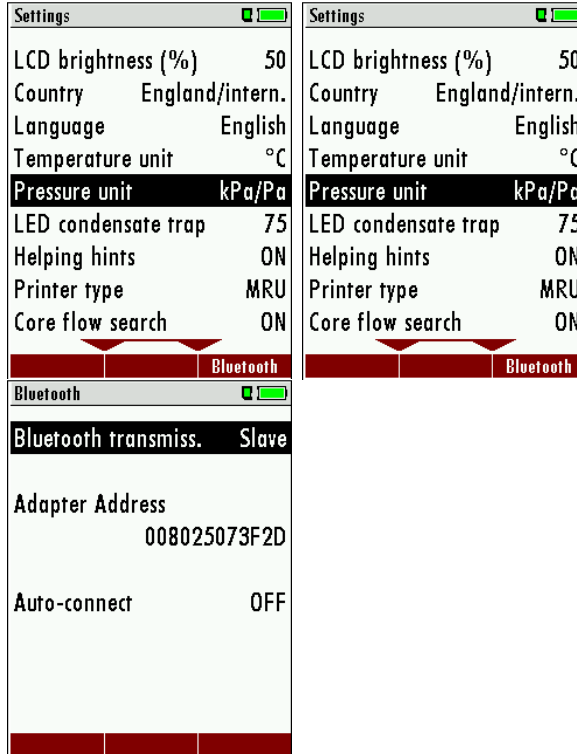 Settings
LCD brightness (%) 50
Country England/intern.
Language English
Temperature unit °C
Pressure unit kPa/Pa
LED condensate trap 75
Helping hints ON
Printer type MRU
Core flow search ON
Bluetooth
Settings
LCD brightness (%) 50
Country England/intern.
Language English
Temperature unit °C
Pressure unit kPa/Pa
LED condensate trap 75
Helping hints ON
Printer type MRU
Core flow search ON
Bluetooth
Bluetooth
Bluetooth transmiss. Slave
Adapter Address
008025073F2D
Auto-connect OFF